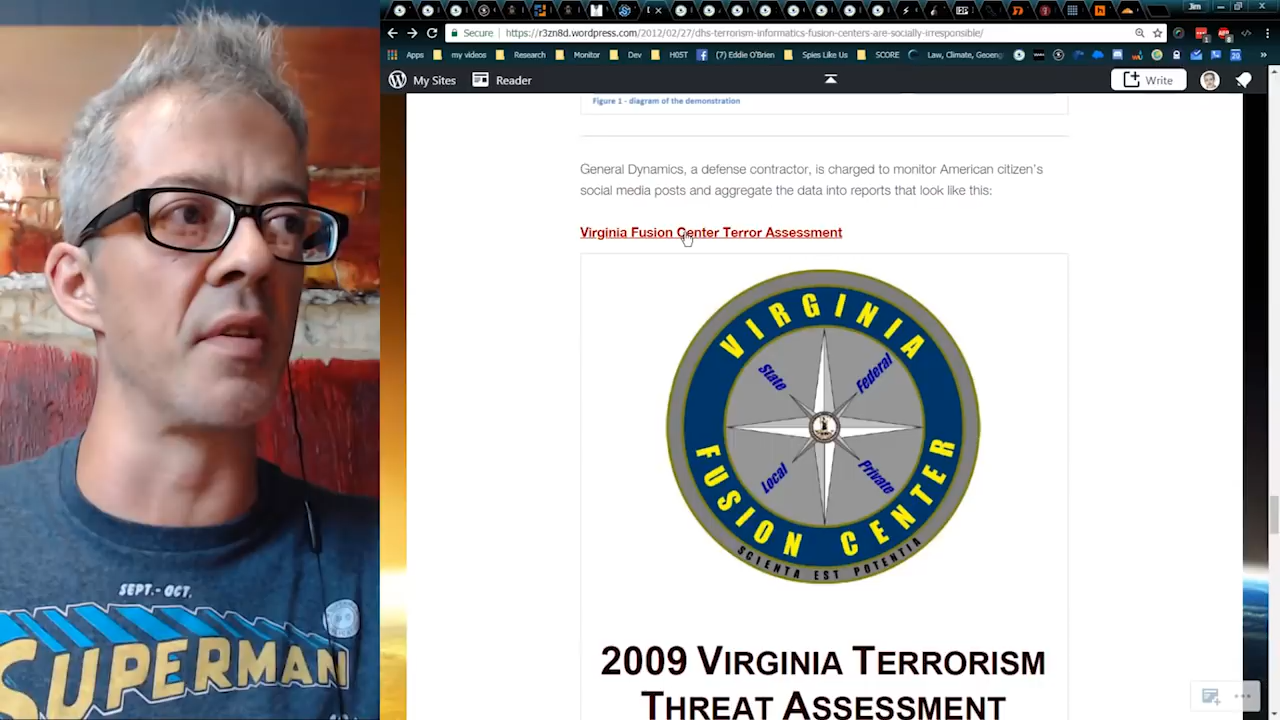 Jim
Secure
https://r3zn8d.wordpress.com/2012/02/27/dhs-terrorism-informatics-fusion-centers-are-socially-irresponsible/
Apps
my videos
Research
Monitor
Dev
H0ST
(9) Eddie O'Brien
Spies Like Us
SCORE
Climate, Law, Geoeng
20
My Sites
Reader
Write
Figure 1 - diagram of the demonstration
General Dynamics, a defense contractor, is charged to monitor American citizen's
social media posts and aggregate the data into reports that look like this:
Virginia Fusion Center Terror Assessment
VIRGINIA
State
Federal
Local
Private
FUSION CENTER
SCIENTA EST POTENTIA
2009 VIRGINIA TERRORISM
THREAT ASSESSMENT
SEPT.-OCT.
SUPERMAN